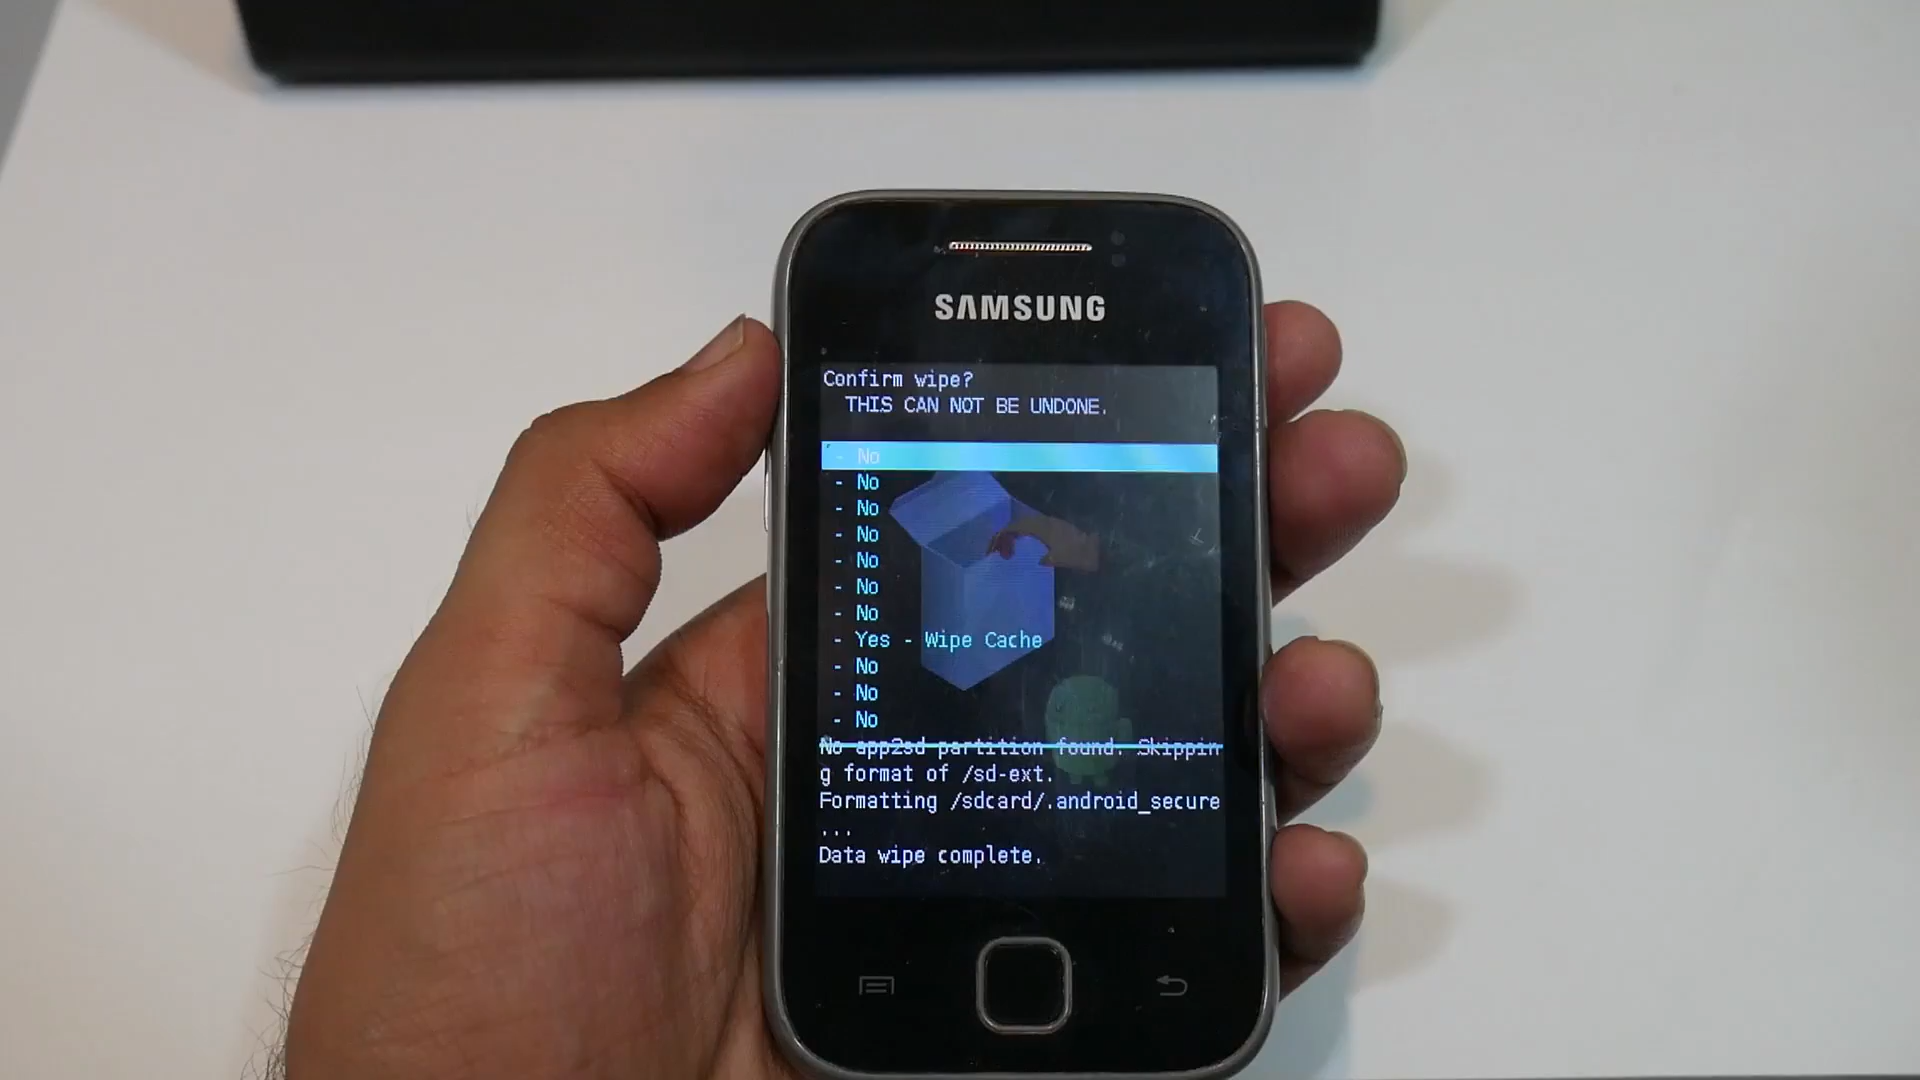 SAMSUNG
Confirm wipe?
THIS CAN NOT BE UNDONE.
- No
- No
- No
- No
- No
- No
- No
- Yes - Wipe Cache
- No
- No
- No
No app2sd partition found. Skippin
g format of /sd-ext.
Formatting /sdcard/.android_secure
...
Data wipe complete.